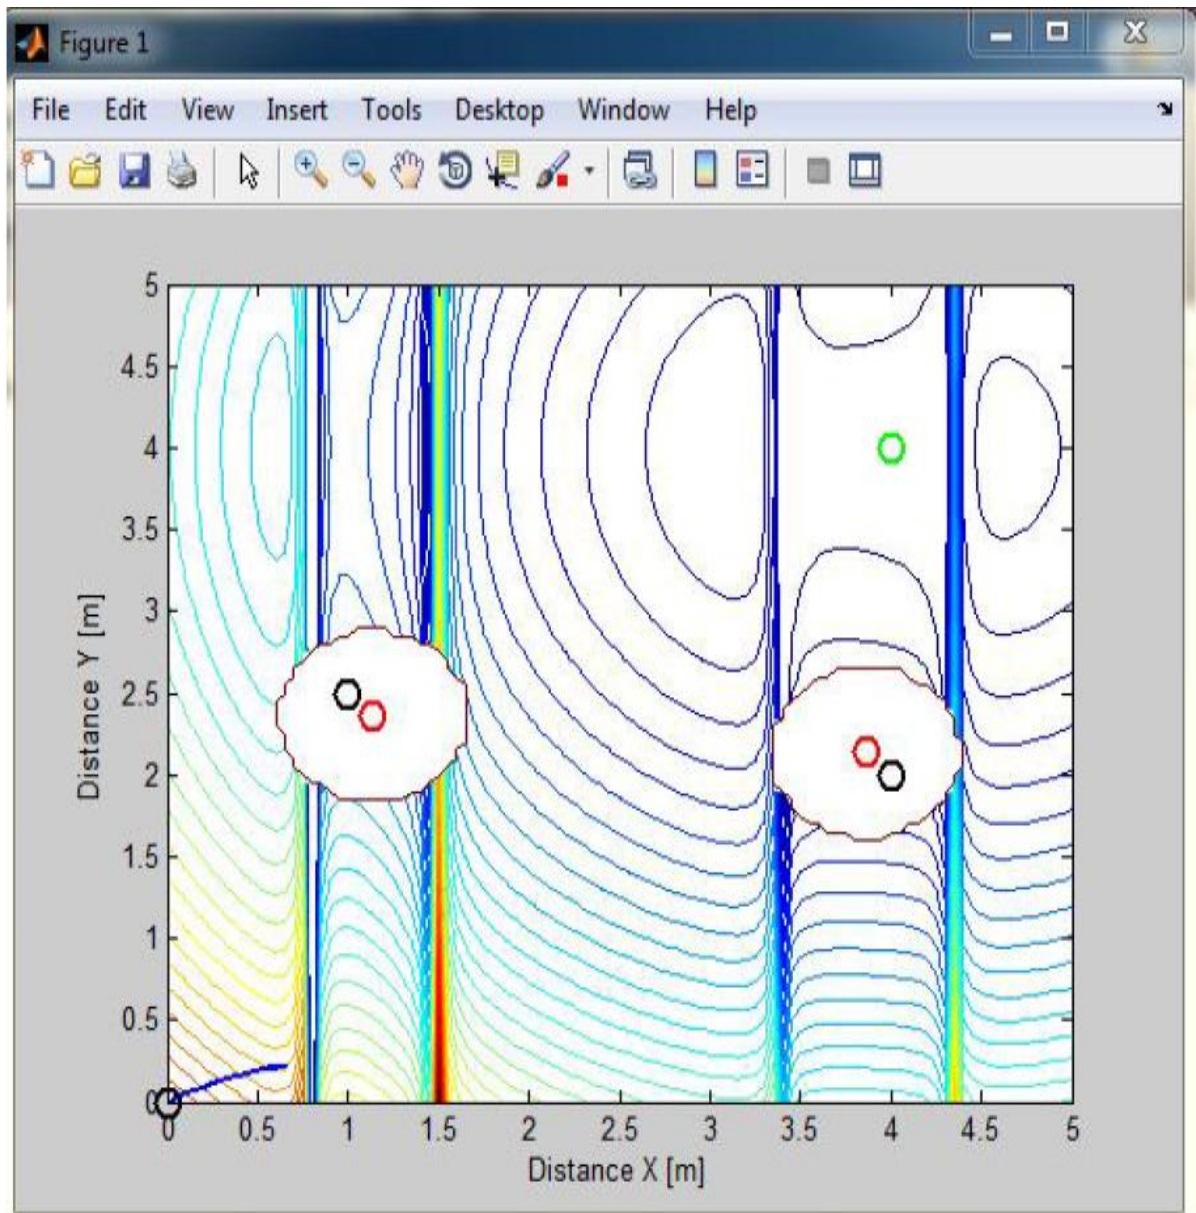 Figure 1
File Edit View Insert Tools Desktop Window Help
5
4.5
4
3.5
3
2.5
2
1.5
1
0.5
0
0 0.5 1 1.5 2 2.5 3 3.5 4 4.5 5
Distance Y [m]
Distance X [m]